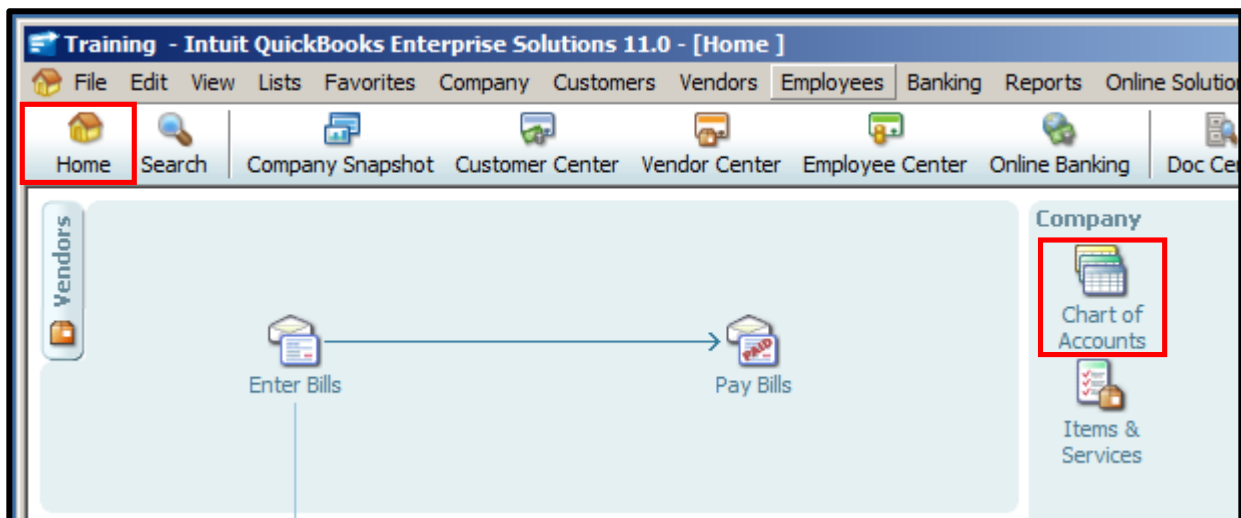 Training - Intuit QuickBooks Enterprise Solutions 11.0 - [Home ]
File Edit View Lists Favorites Company Customers Vendors Employees Banking Reports Online
Home Search Company Snapshot Customer Center Vendor Center Employee Center Online Banking Doc
Vendors
Company
Chart of
Accounts
Enter Bills
PAID
Pay Bills
Items &
Services